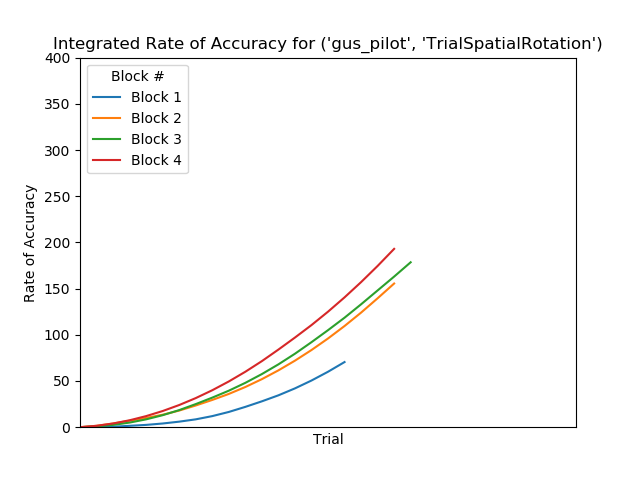 Integrated Rate of Accuracy for ('gus_pilot', 'TrialSpatialRotation')
Block #
Block 1
Block 2
Block 3
Block 4
400
350
300
250
200
150
100
50
0
Rate of Accuracy
Trial